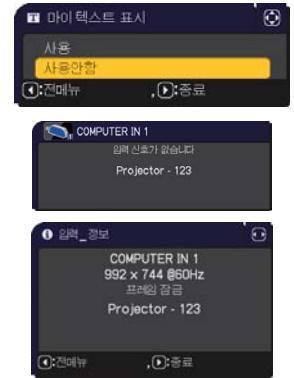 마이 텍스트 표시
사용
사용안함
:전메뉴 ,:종료
COMPUTER IN 1
입력 신호가 없습니다
Projector - 123
입력_정보
COMPUTER IN 1
992 x 744 @60Hz
프레임 잠금
Projector - 123
:전메뉴 ,:종료